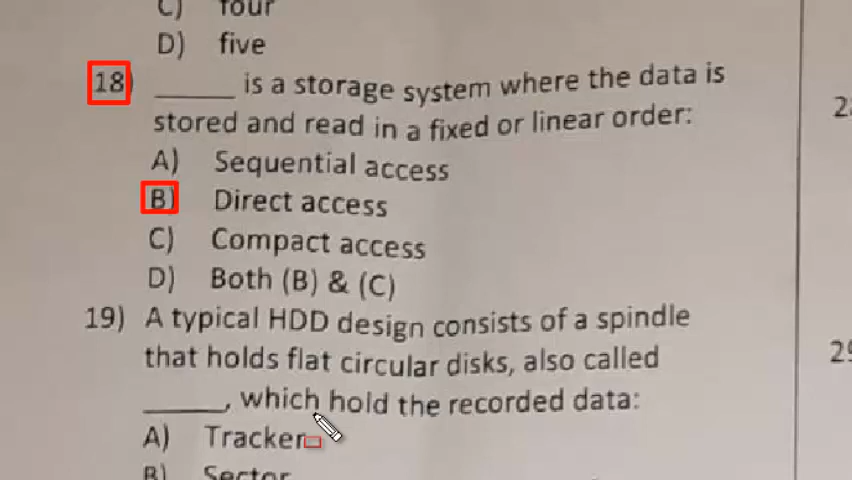 C) four
D) five
18) _____ is a storage system where the data is
stored and read in a fixed or linear order:
A) Sequential access
B) Direct access
C) Compact access
D) Both (B) & (C)
19) A typical HDD design consists of a spindle
that holds flat circular disks, also called
_____, which hold the recorded data:
A) Tracker
B) Sector